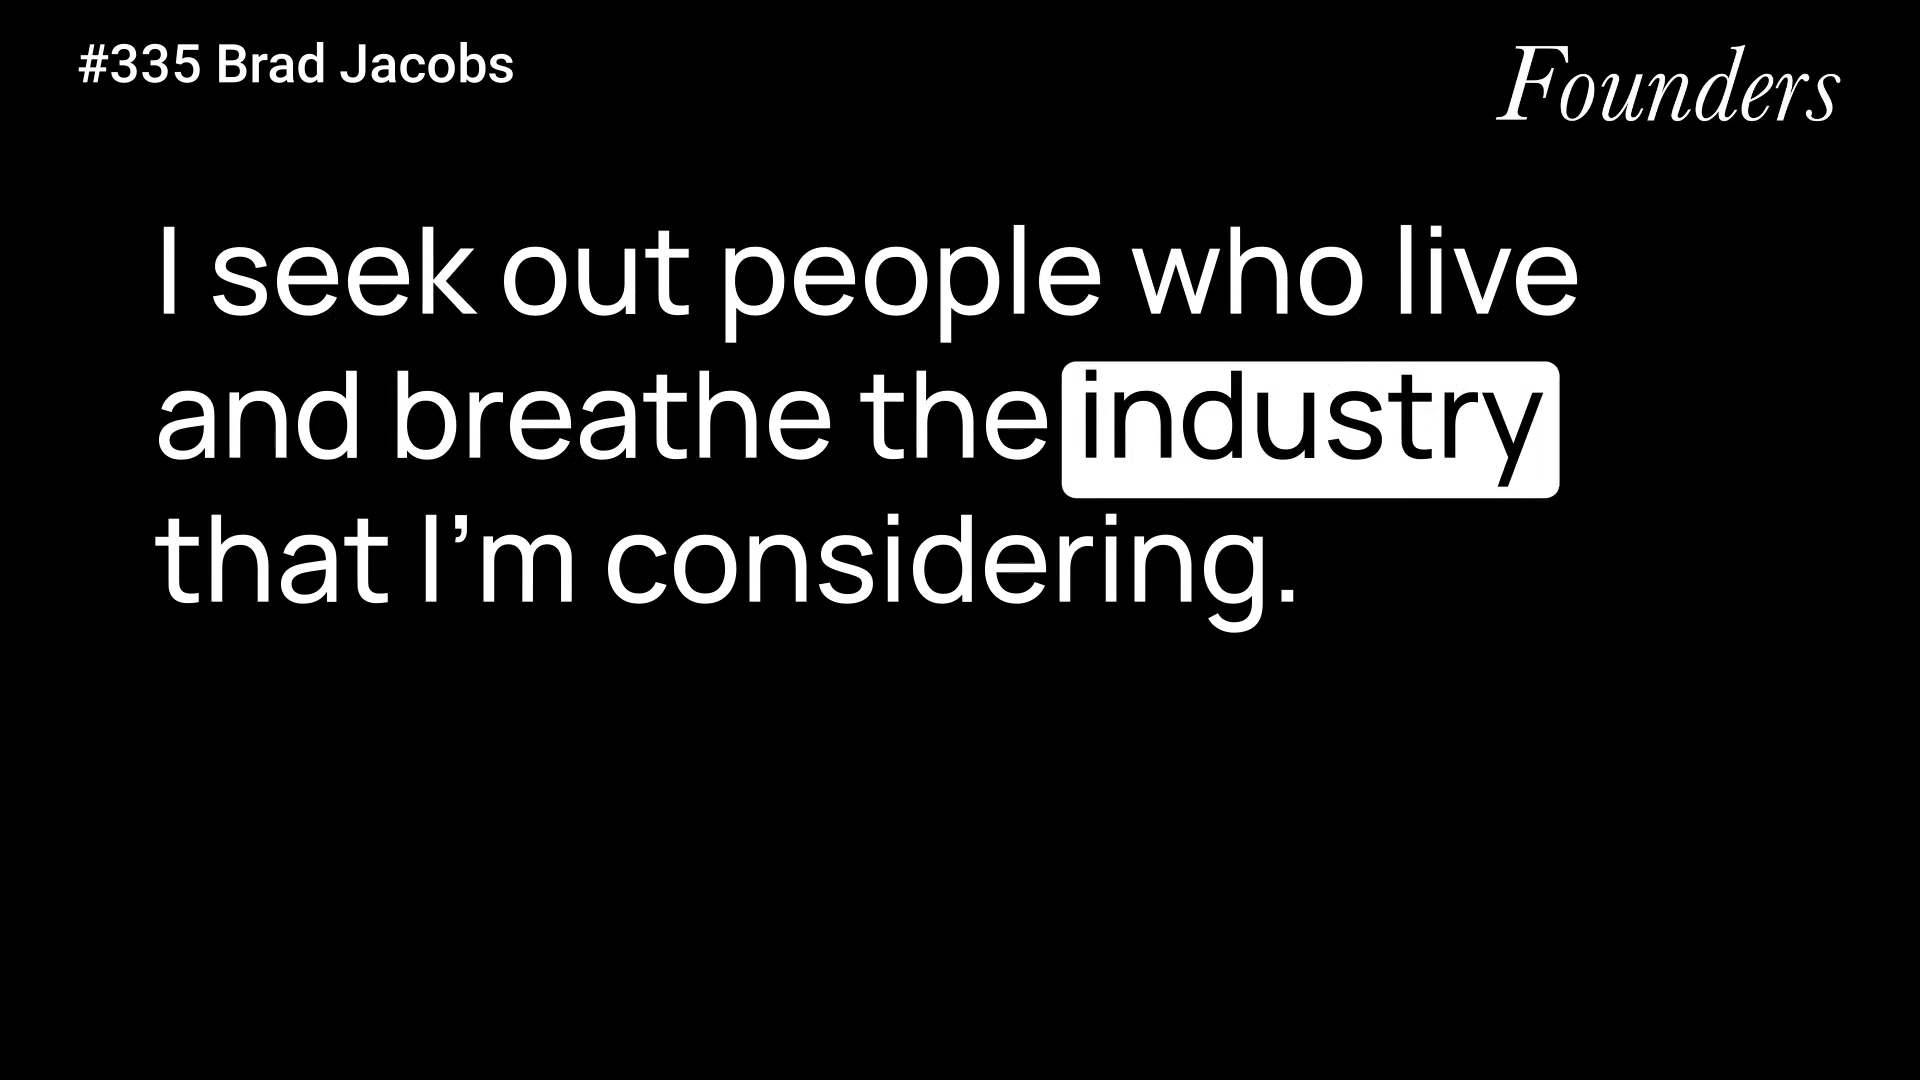 #335 Brad Jacobs
Founders
I seek out people who live
and breathe the industry
that I’m considering.